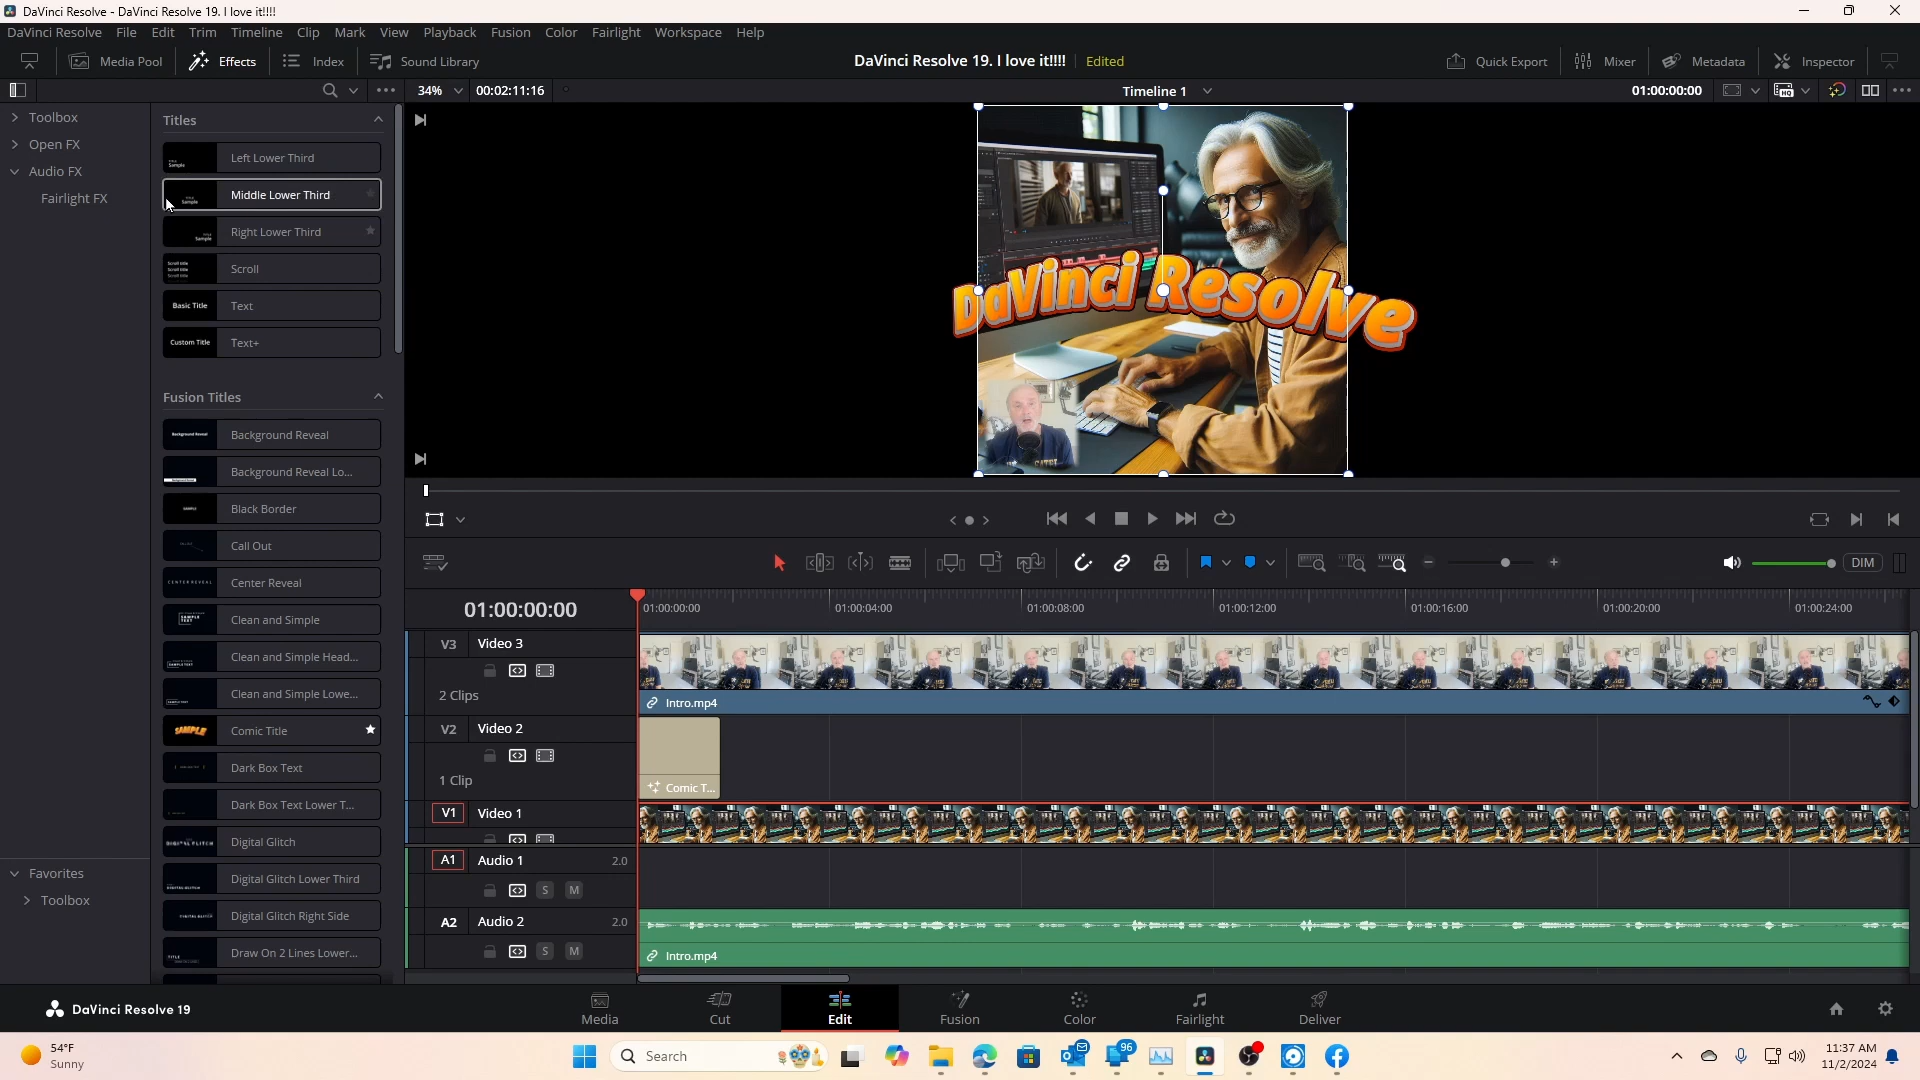 DaVinci Resolve - DaVinci Resolve 19. I love it!!!!
DaVinci Resolve File Edit Trim Timeline Clip Mark View Playback Fusion Color Fairlight Workspace Help
Media Pool Effects Index Sound Library DaVinci Resolve 19. I love it!!!! Edited Quick Export Mixer Metadata Inspector
34% 00:02:11:16 Timeline 1 01:00:00:00
Toolbox
Open FX
Audio FX
Fairlight FX
Favorites
Toolbox
Titles
Left Lower Third
Middle Lower Third
Right Lower Third
Scroll
Basic Title Text
Custom Title Text+
Fusion Titles
Background Reveal Background Reveal
Background Reveal Lo...
Black Border
Call Out
CENTER REVEAL Center Reveal
Clean and Simple
Clean and Simple Head...
Clean and Simple Lowe...
SAMPLE Comic Title
Dark Box Text
Dark Box Text Lower T...
DIGITAL GLITCH Digital Glitch
Digital Glitch Lower Third
Digital Glitch Right Side
Draw On 2 Lines Lower...
DaVinci Resolve
DIM
01:00:00:00 01:00:00:00 01:00:04:00 01:00:08:00 01:00:12:00 01:00:16:00 01:00:20:00 01:00:24:00
V3 Video 3
2 Clips
Intro.mp4
V2 Video 2
1 Clip
Comic T...
V1 Video 1
A1 Audio 1 2.0
S M
A2 Audio 2 2.0
S M
Intro.mp4
DaVinci Resolve 19 Media Cut Edit Fusion Color Fairlight Deliver
54°F
Sunny
Search
96
11:37 AM
11/2/2024